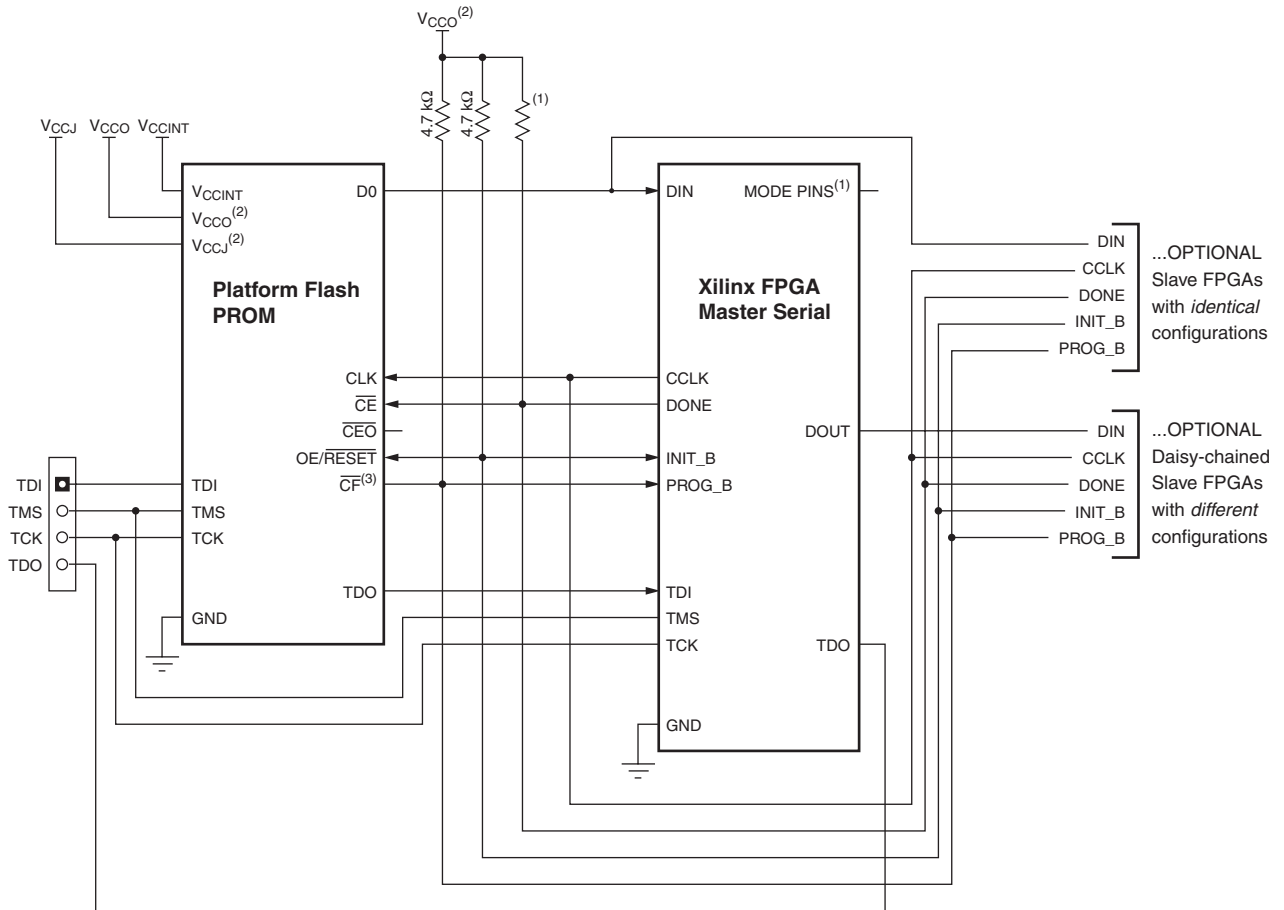 VCCO(2)
4.7 kΩ
4.7 kΩ
(1)
VCCJ VCCO VCCINT
VCCINT
VCCO(2)
VCCJ(2)
D0
Platform Flash
PROM
CLK
CE
CEO
OE/RESET
CF(3)
TDI
TMS
TCK
TDO
GND
TDI
TMS
TCK
TDO
DIN
MODE PINS(1)
Xilinx FPGA
Master Serial
CCLK
DONE
DOUT
INIT_B
PROG_B
TDI
TMS
TCK
TDO
GND
DIN
CCLK
DONE
INIT_B
PROG_B
...OPTIONAL
Slave FPGAs
with identical
configurations
DIN
CCLK
DONE
INIT_B
PROG_B
...OPTIONAL
Daisy-chained
Slave FPGAs
with different
configurations